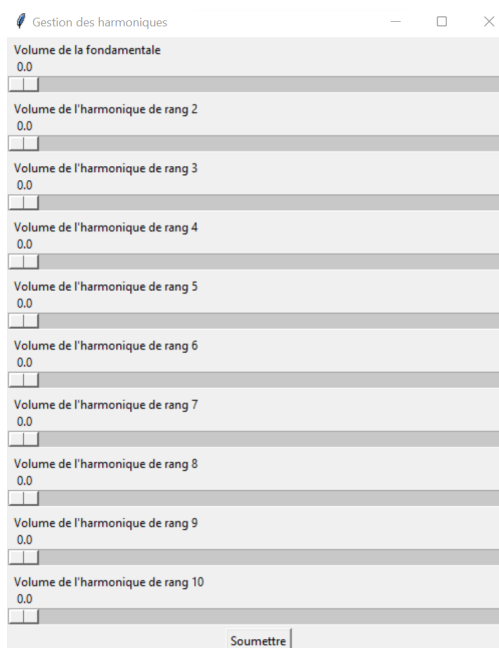 Gestion des harmoniques
Volume de la fondamentale
0.0
Volume de l'harmonique de rang 2
0.0
Volume de l'harmonique de rang 3
0.0
Volume de l'harmonique de rang 4
0.0
Volume de l'harmonique de rang 5
0.0
Volume de l'harmonique de rang 6
0.0
Volume de l'harmonique de rang 7
0.0
Volume de l'harmonique de rang 8
0.0
Volume de l'harmonique de rang 9
0.0
Volume de l'harmonique de rang 10
0.0
Soumettre